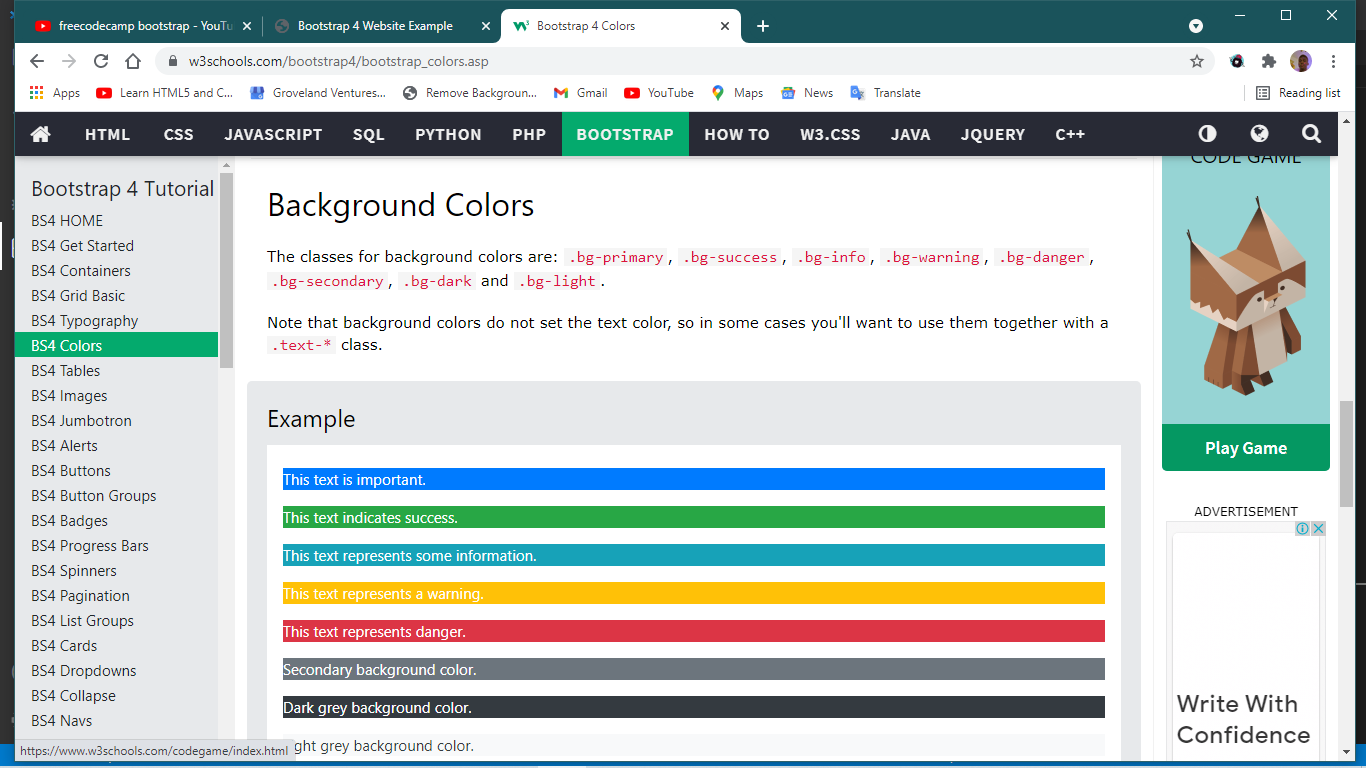 freecodecamp bootstrap - YouTu
Bootstrap 4 Website Example
Bootstrap 4 Colors
w3schools.com/bootstrap4/bootstrap_colors.asp
Apps
Learn HTML5 and C...
Groveland Ventures...
Remove Backgroun...
Gmail
YouTube
Maps
News
Translate
Reading list
HTML
CSS
JAVASCRIPT
SQL
PYTHON
PHP
BOOTSTRAP
HOW TO
W3.CSS
JAVA
JQUERY
C++
Bootstrap 4 Tutorial
BS4 HOME
BS4 Get Started
BS4 Containers
BS4 Grid Basic
BS4 Typography
BS4 Colors
BS4 Tables
BS4 Images
BS4 Jumbotron
BS4 Alerts
BS4 Buttons
BS4 Button Groups
BS4 Badges
BS4 Progress Bars
BS4 Spinners
BS4 Pagination
BS4 List Groups
BS4 Cards
BS4 Dropdowns
BS4 Collapse
BS4 Navs
https://www.w3schools.com/codegame/index.html
Background Colors
The classes for background colors are: .bg-primary, .bg-success, .bg-info, .bg-warning, .bg-danger,
.bg-secondary, .bg-dark and .bg-light.
Note that background colors do not set the text color, so in some cases you'll want to use them together with a
.text-* class.
Example
This text is important.
This text indicates success.
This text represents some information.
This text represents a warning.
This text represents danger.
Secondary background color.
Dark grey background color.
ght grey background color.
CODE GAME
Play Game
ADVERTISEMENT
Write With
Confidence